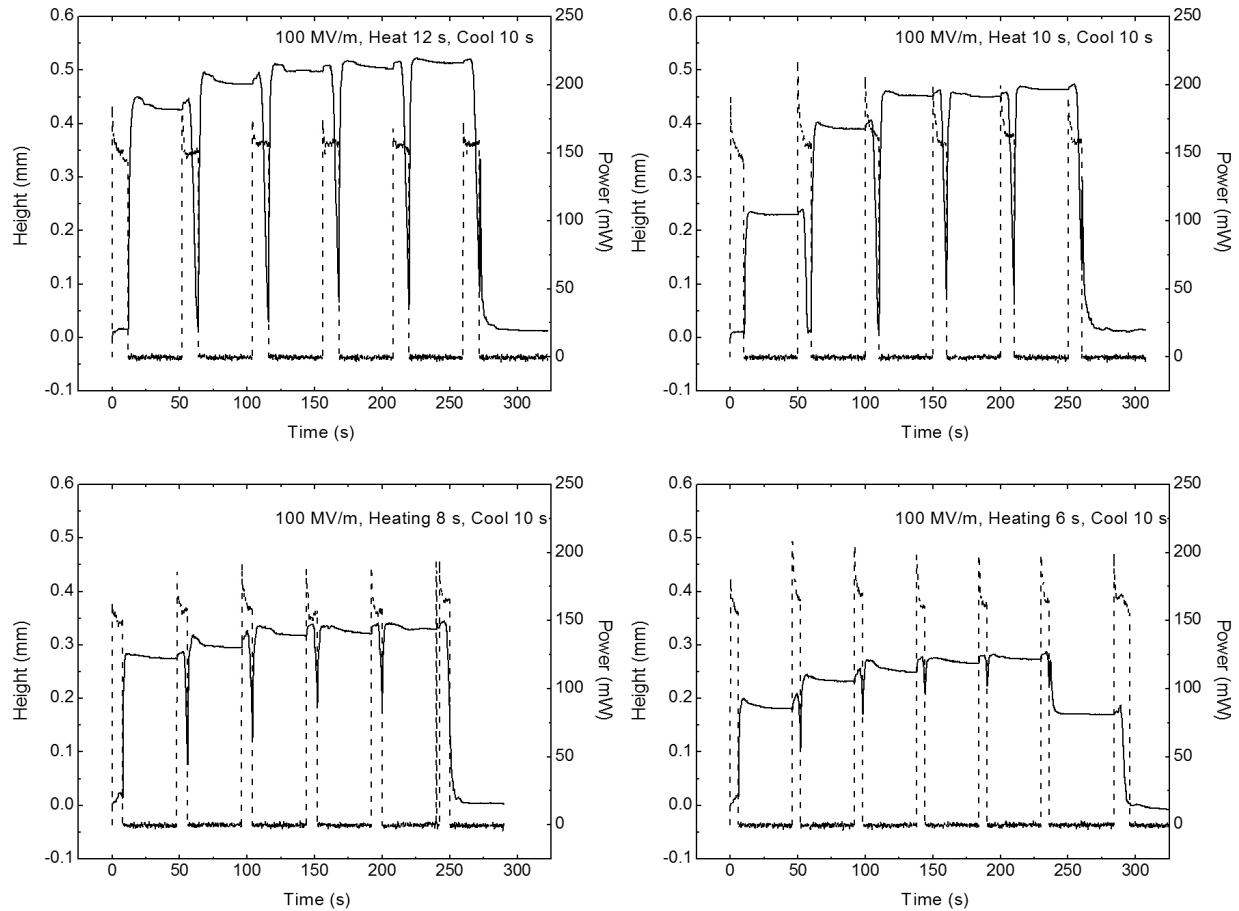 100 MV/m, Heat 12 s, Cool 10 s
Height (mm)
0.6
0.5
0.4
0.3
0.2
0.1
0.0
-0.1
250
200
150
100
50
0
Power (mW)
0 50 100 150 200 250 300
Time (s)
100 MV/m, Heat 10 s, Cool 10 s
Height (mm)
0.6
0.5
0.4
0.3
0.2
0.1
0.0
-0.1
250
200
150
100
50
0
Power (mW)
0 50 100 150 200 250 300
Time (s)
100 MV/m, Heating 8 s, Cool 10 s
Height (mm)
0.6
0.5
0.4
0.3
0.2
0.1
0.0
-0.1
250
200
150
100
50
0
Power (mW)
0 50 100 150 200 250 300
Time (s)
100 MV/m, Heating 6 s, Cool 10 s
Height (mm)
0.6
0.5
0.4
0.3
0.2
0.1
0.0
-0.1
250
200
150
100
50
0
Power (mW)
0 50 100 150 200 250 300
Time (s)